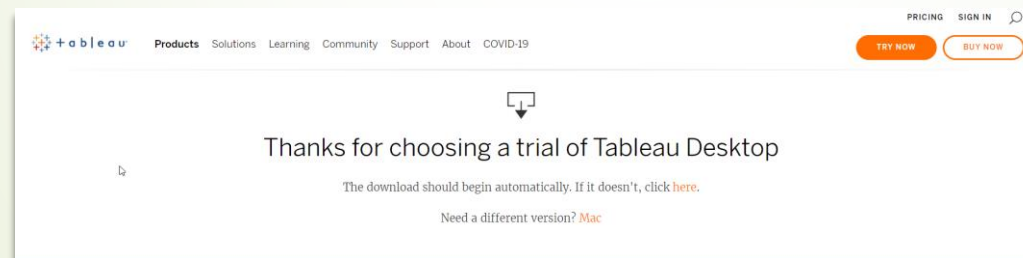 PRICING SIGN IN
+ableau Products Solutions Learning Community Support About COVID-19
TRY NOW BUY NOW
Thanks for choosing a trial of Tableau Desktop
The download should begin automatically. If it doesn't, click here.
Need a different version? Mac